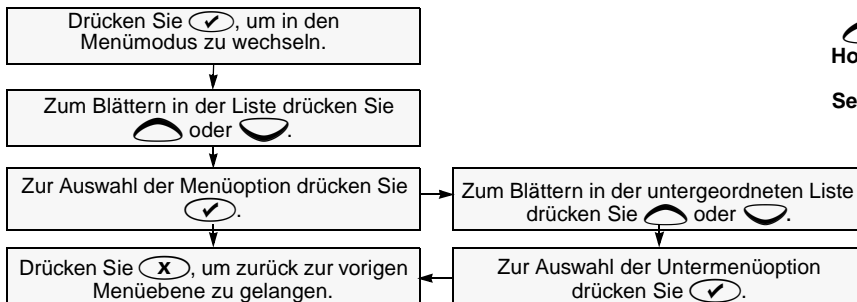 Drücken Sie ✔, um in den
Menümodus zu wechseln.
Zum Blättern in der Liste drücken Sie
oder .
Zur Auswahl der Menüoption drücken Sie
✔.
Zum Blättern in der untergeordneten Liste
drücken Sie oder .
Drücken Sie X, um zurück zur vorigen
Menüebene zu gelangen.
Zur Auswahl der Untermenüoption
drücken Sie ✔.
Ho
Se